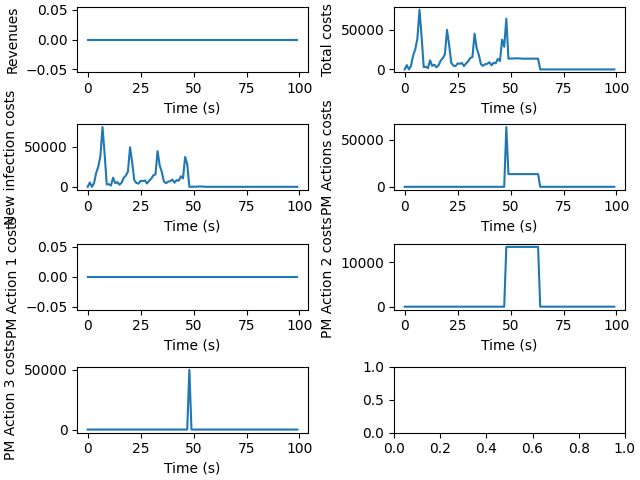 Revenues
0.05
0.00
−0.05
0 25 50 75 100
Time (s)
Total costs
50000
0
0 25 50 75 100
Time (s)
New infection costs
50000
0
0 25 50 75 100
Time (s)
PM Actions costs
50000
0
0 25 50 75 100
Time (s)
PM Action 1 costs
0.05
0.00
−0.05
0 25 50 75 100
Time (s)
PM Action 2 costs
10000
0
0 25 50 75 100
Time (s)
PM Action 3 costs
50000
0
0 25 50 75 100
Time (s)
1.0
0.5
0.0
0.0 0.2 0.4 0.6 0.8 1.0